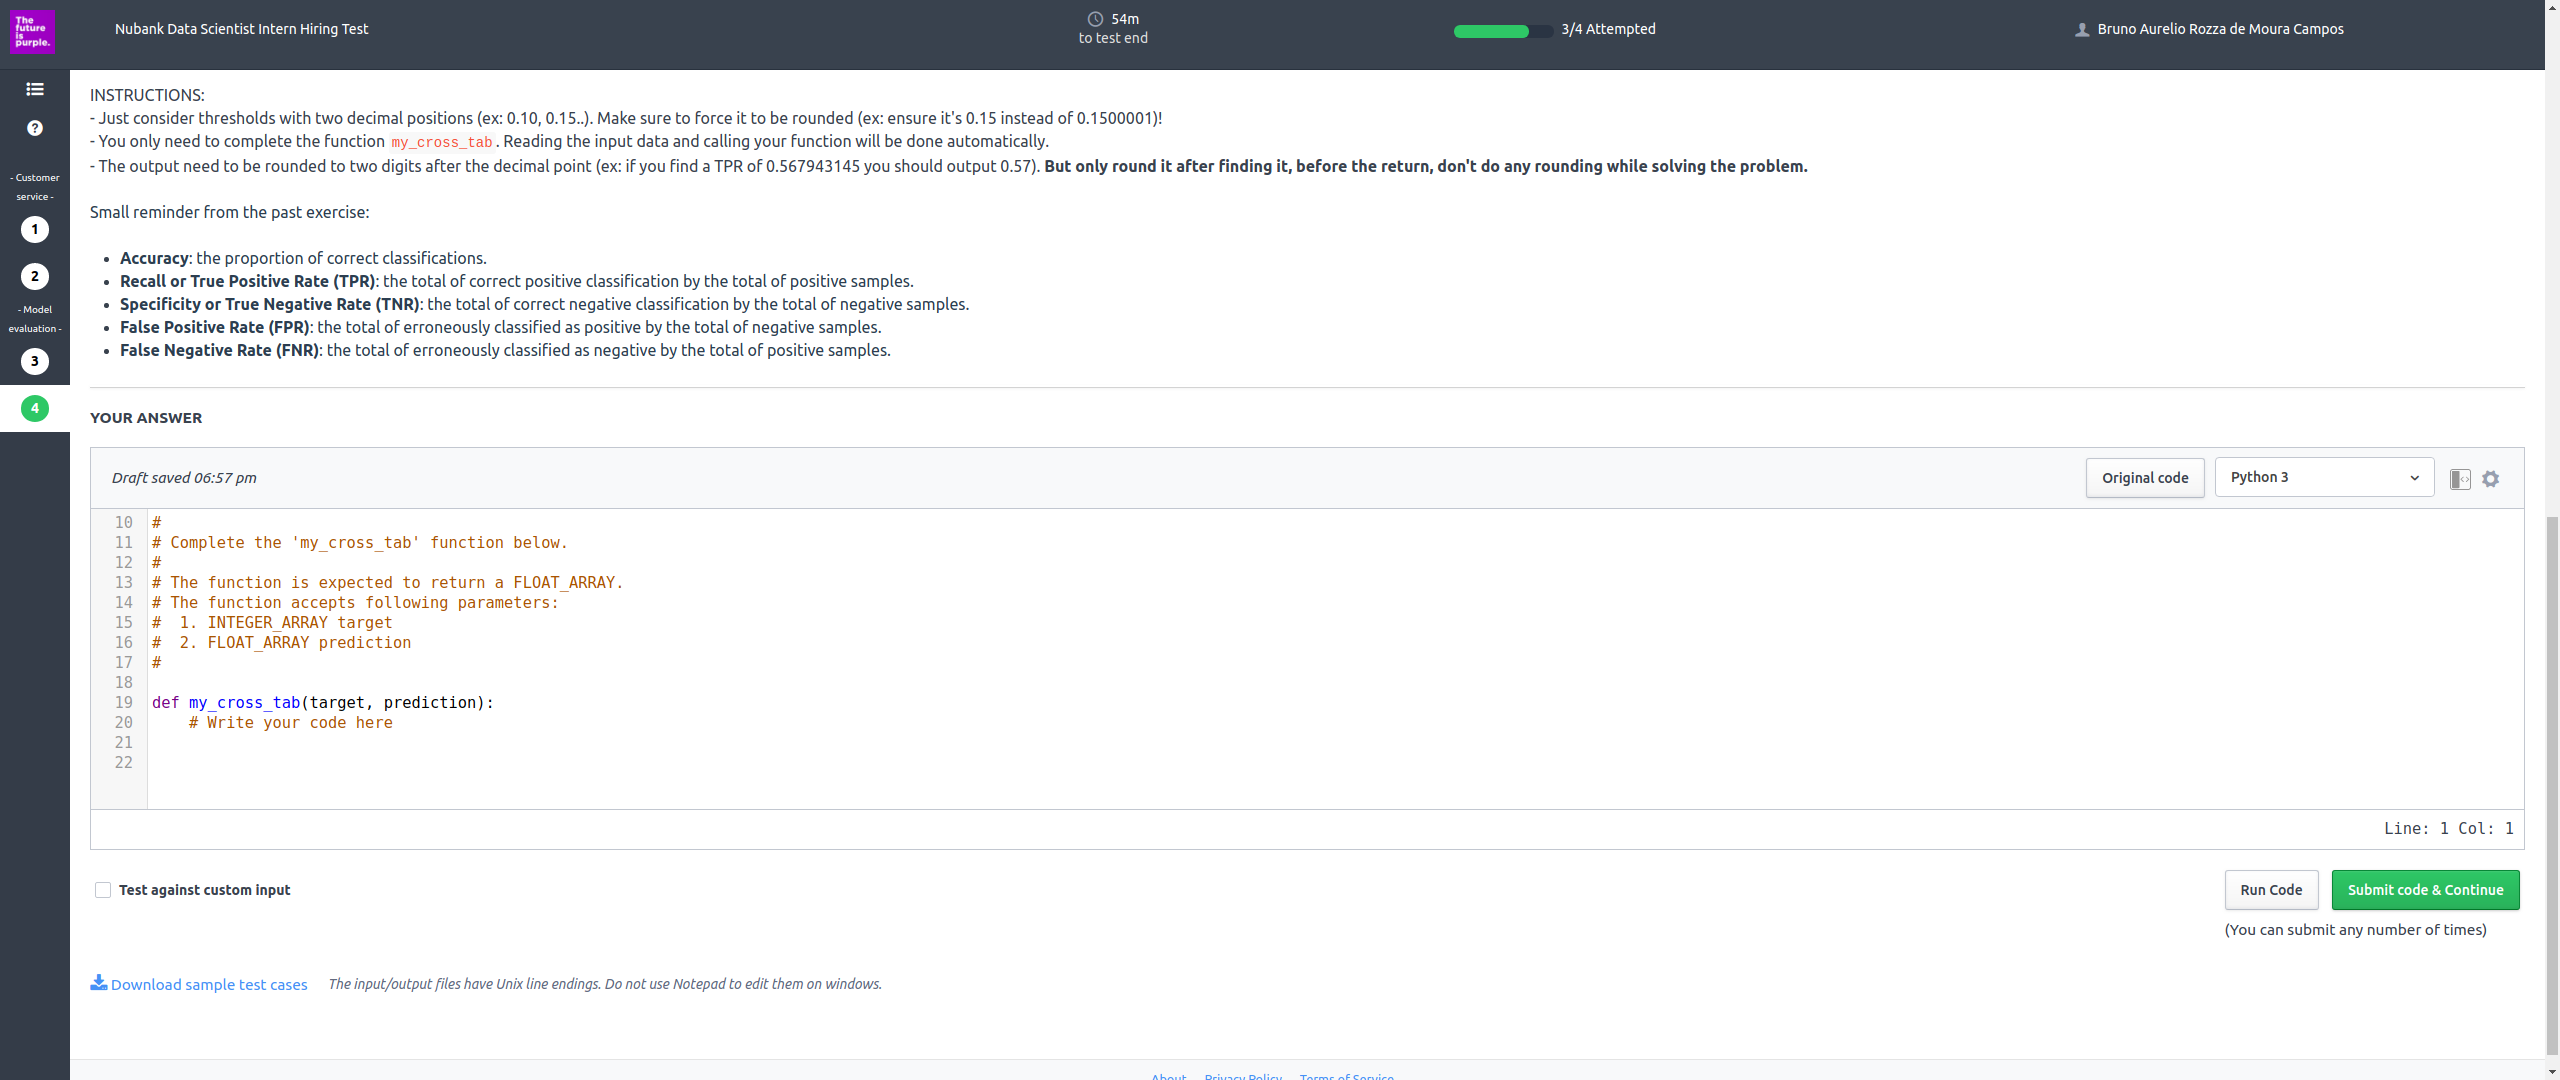 The
future
is
purple.
Nubank Data Scientist Intern Hiring Test
54m
to test end
3/4 Attempted
Bruno Aurelio Rozza de Moura Campos
- Customer
service -
1
2
- Model
evaluation -
3
4
INSTRUCTIONS:
- Just consider thresholds with two decimal positions (ex: 0.10, 0.15..). Make sure to force it to be rounded (ex: ensure it's 0.15 instead of 0.1500001)!
- You only need to complete the function my_cross_tab. Reading the input data and calling your function will be done automatically.
- The output need to be rounded to two digits after the decimal point (ex: if you find a TPR of 0.567943145 you should output 0.57). But only round it after finding it, before the return, don't do any rounding while solving the problem.
Small reminder from the past exercise:
• Accuracy: the proportion of correct classifications.
• Recall or True Positive Rate (TPR): the total of correct positive classification by the total of positive samples.
• Specificity or True Negative Rate (TNR): the total of correct negative classification by the total of negative samples.
• False Positive Rate (FPR): the total of erroneously classified as positive by the total of negative samples.
• False Negative Rate (FNR): the total of erroneously classified as negative by the total of positive samples.
YOUR ANSWER
Draft saved 06:57 pm
Original code
Python 3
10 #
11 # Complete the 'my_cross_tab' function below.
12 #
13 # The function is expected to return a FLOAT_ARRAY.
14 # The function accepts following parameters:
15 #  1. INTEGER_ARRAY target
16 #  2. FLOAT_ARRAY prediction
17 #
18
19 def my_cross_tab(target, prediction):
20     # Write your code here
21
22
Line: 1 Col: 1
Test against custom input
Run Code
Submit code & Continue
(You can submit any number of times)
Download sample test cases
The input/output files have Unix line endings. Do not use Notepad to edit them on windows.
About Privacy Policy Terms of Service